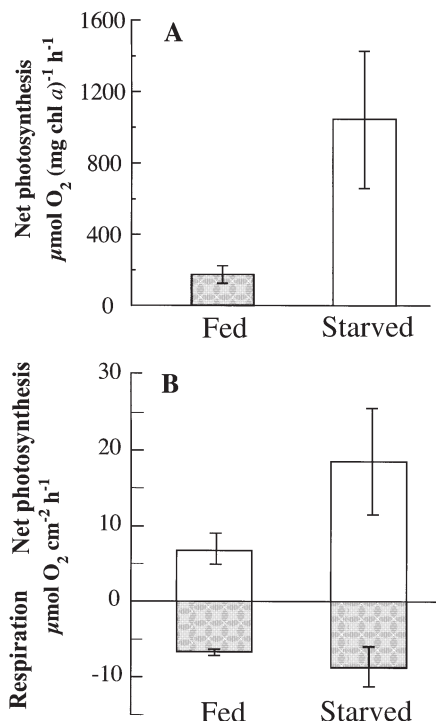 A
Net photosynthesis
µmol O₂ (mg chl a)⁻¹ h⁻¹
1600
1200
800
400
0
Fed
Starved
B
Net photosynthesis
Respiration
µmol O₂ cm⁻² h⁻¹
30
20
10
0
-10
Fed
Starved